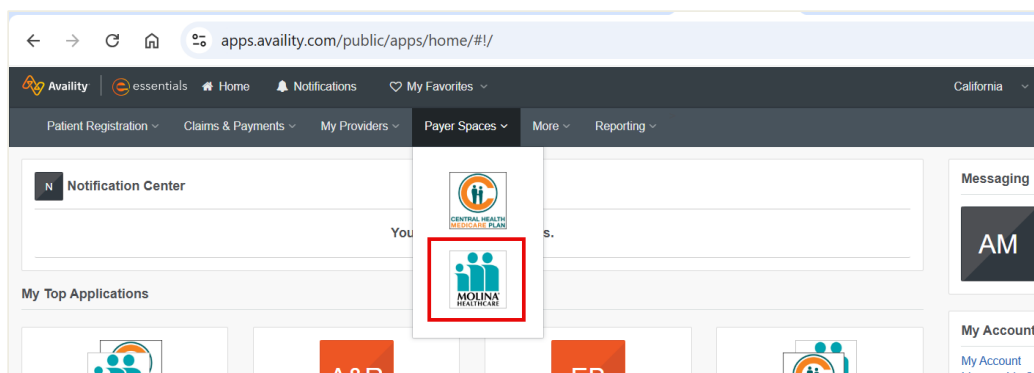 apps.availity.com/public/apps/home/#!/
Availity essentials Home Notifications My Favorites California
Patient Registration Claims & Payments My Providers Payer Spaces More Reporting
N Notification Center
Messaging
CENTRAL HEALTH
MEDICARE PLAN
You s.
AM
MOLINA
HEALTHCARE
My Top Applications
My Account
A&R
EP
My Account